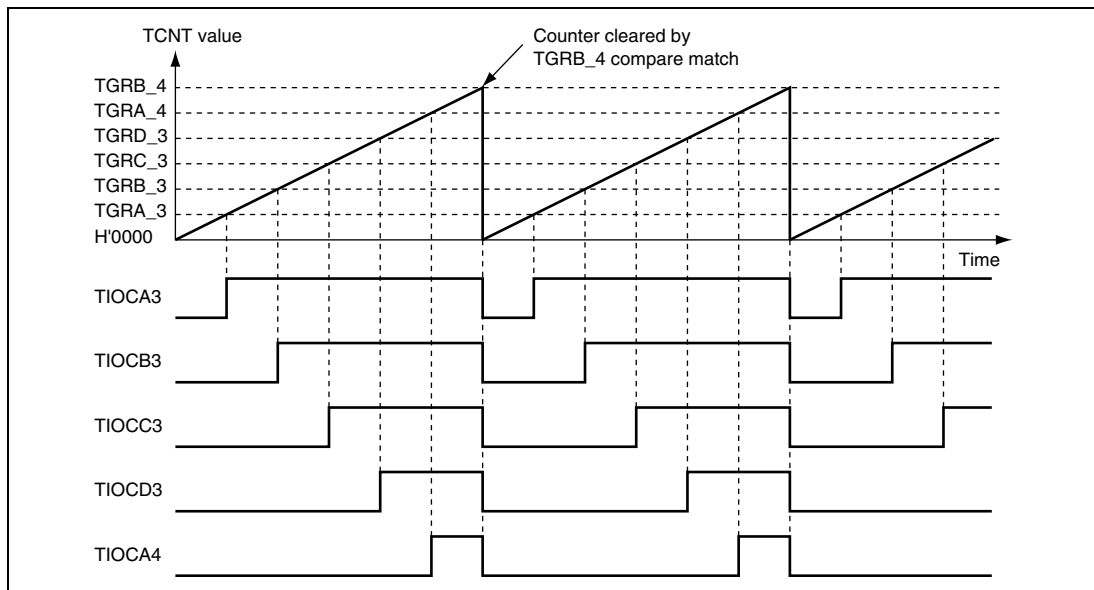 TCNT value
Counter cleared by
TGRB_4 compare match
TGRB_4
TGRA_4
TGRD_3
TGRC_3
TGRB_3
TGRA_3
H'0000
Time
TIOCA3
TIOCB3
TIOCC3
TIOCD3
TIOCA4